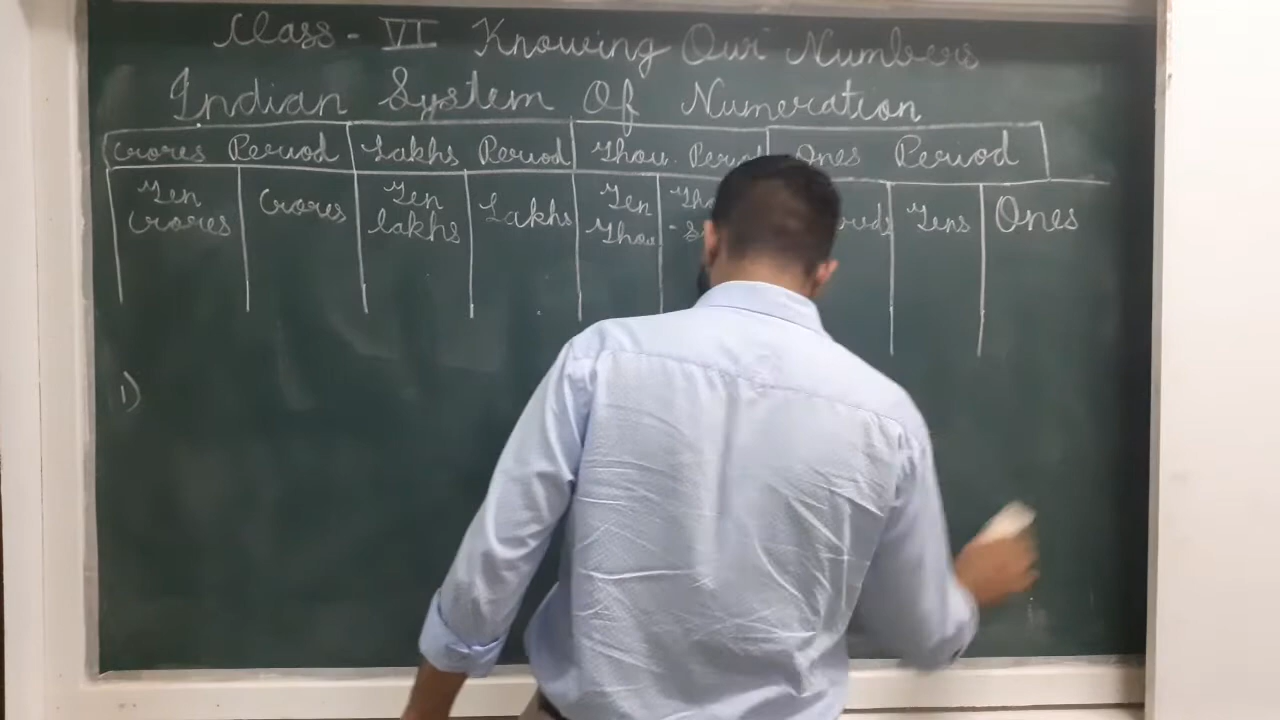 Class - VI Knowing Our Numbers
Indian System Of Numeration
Crores Period Lakhs Period Thou. Period Ones Period
Ten Crores Ten Lakhs Ten Tens Ones
Crores lakhs Thou
1)